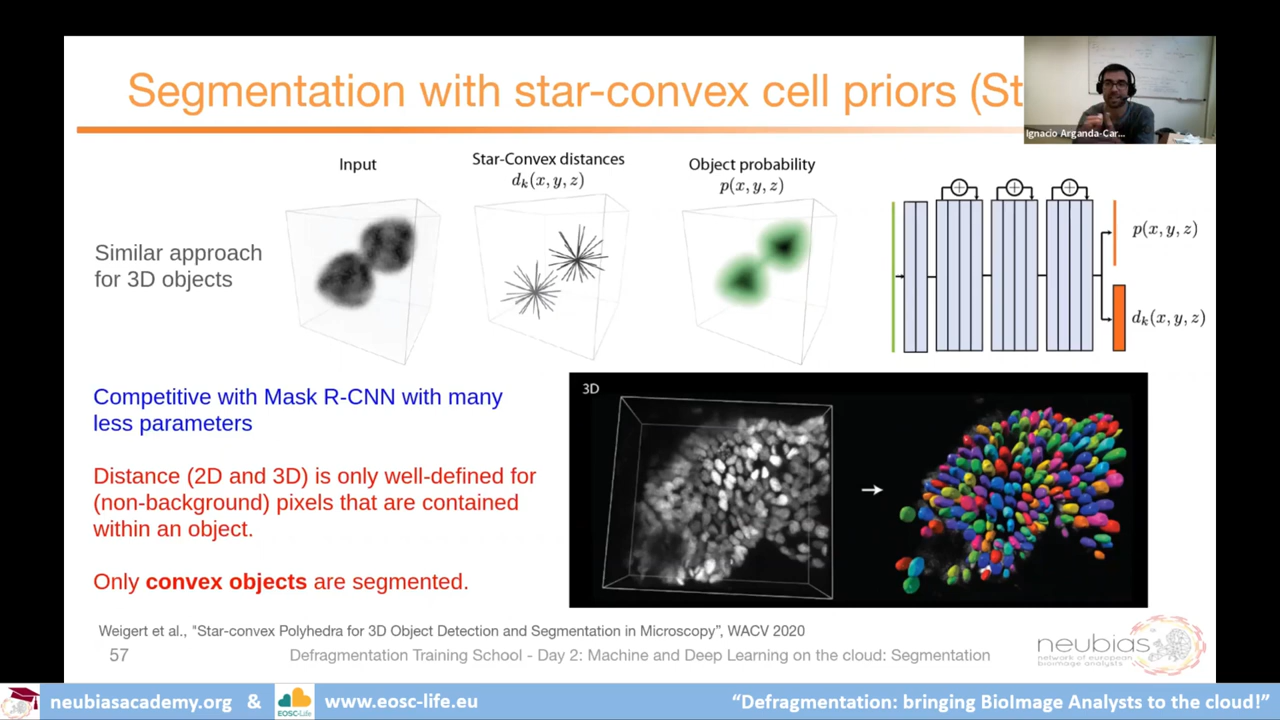 Segmentation with star-convex cell priors (St
Ignacio Arganda-Car...
Input
Star-Convex distances
d_k(x, y, z)
Object probability
p(x, y, z)
Similar approach
for 3D objects
p(x, y, z)
d_k(x, y, z)
Competitive with Mask R-CNN with many
less parameters
Distance (2D and 3D) is only well-defined for
(non-background) pixels that are contained
within an object.
Only convex objects are segmented.
3D
Weigert et al., "Star-convex Polyhedra for 3D Object Detection and Segmentation in Microscopy", WACV 2020
57
Defragmentation Training School - Day 2: Machine and Deep Learning on the cloud: Segmentation
neubias
network of european
bioimage analysts
neubiasacademy.org &
EOSC-Life
www.eosc-life.eu
“Defragmentation: bringing BioImage Analysts to the cloud!”